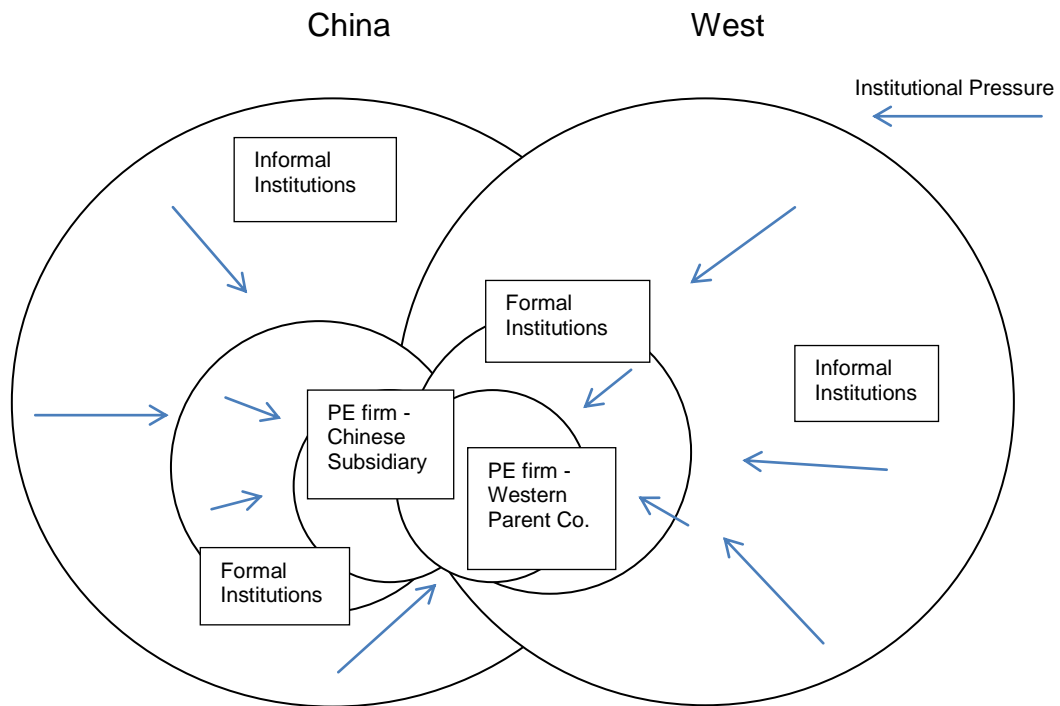 China
West
Institutional Pressure
Informal
Institutions
Formal
Institutions
Informal
Institutions
PE firm -
Chinese
Subsidiary
PE firm -
Western
Parent Co.
Formal
Institutions